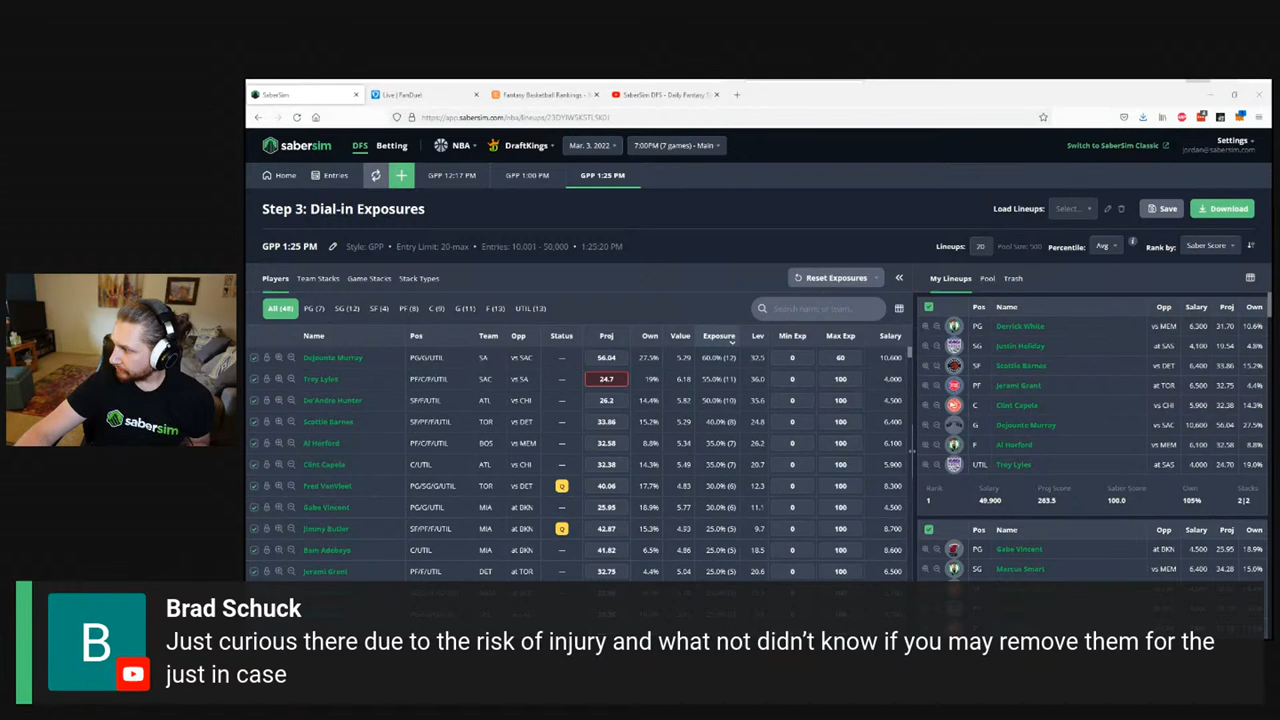 SaberSim
Live | FanDuel
Fantasy Basketball Rankings - S
SaberSim DFS - Daily Fantasy S
https://app.sabersim.com/nba/lineups/23DYIWSKSTLSKDJ
sabersim
DFS
Betting
NBA
DraftKings
Mar. 3, 2022
7:00PM (7 games) - Main
Switch to SaberSim Classic
Settings
jordan@sabersim.com
Home
Entries
GPP 12:17 PM
GPP 1:00 PM
GPP 1:25 PM
Step 3: Dial-in Exposures
Load Lineups:
Select...
Save
Download
GPP 1:25 PM
Style: GPP • Entry Limit: 20-max • Entries: 10,001 - 50,000 • 1:25:20 PM
Lineups: 20 Pool Size: 500
Percentile: Avg
Rank by: Saber Score
Players
Team Stacks
Game Stacks
Stack Types
Reset Exposures
My Lineups
Pool
Trash
All (48)
PG (7)
SG (12)
SF (4)
PF (8)
C (9)
G (11)
F (13)
UTIL (13)
Search name or team...
Name Pos Team Opp Status Proj Own Value Exposure Lev Min Exp Max Exp Salary
DeJounte Murray PG/G/UTIL SA vs SAC — 56.04 27.5% 5.29 60.0% (12) 32.5 0 60 10,600
Trey Lyles PF/C/F/UTIL SAC vs SA — 24.7 19% 6.18 55.0% (11) 36.0 0 100 4,000
De'Andre Hunter SF/F/UTIL ATL vs CHI — 26.2 14.4% 5.82 50.0% (10) 35.6 0 100 4,500
Scottie Barnes SF/PF/F/UTIL TOR vs DET — 33.86 15.2% 5.29 40.0% (8) 24.8 0 100 6,400
Al Horford PF/C/F/UTIL BOS vs MEM — 32.58 8.8% 5.34 35.0% (7) 26.2 0 100 6,100
Clint Capela C/UTIL ATL vs CHI — 32.38 14.3% 5.49 35.0% (7) 20.7 0 100 5,900
Fred VanVleet PG/SG/G/UTIL TOR vs DET Q 40.06 17.7% 4.83 30.0% (6) 12.3 0 100 8,300
Gabe Vincent PG/G/UTIL MIA at BKN — 25.95 18.9% 5.77 30.0% (6) 11.1 0 100 4,500
Jimmy Butler SF/PF/F/UTIL MIA at BKN Q 42.87 15.3% 4.93 25.0% (5) 9.7 0 100 8,700
Bam Adebayo C/UTIL MIA at BKN — 41.82 6.5% 4.86 25.0% (5) 18.5 0 100 8,600
Jerami Grant PF/F/UTIL DET at TOR — 32.75 4.4% 5.04 25.0% (5) 20.6 0 100 6,500
Pos Name Opp Salary Proj Own
PG Derrick White vs MEM 6,300 31.70 10.6%
SG Justin Holiday at SAS 4,100 19.54 4.8%
SF Scottie Barnes vs DET 6,400 33.86 15.2%
PF Jerami Grant at TOR 6,500 32.75 4.4%
C Clint Capela vs CHI 5,900 32.38 14.3%
G Dejounte Murray vs SAC 10,600 56.04 27.5%
F Al Horford vs MEM 6,100 32.58 8.8%
UTIL Trey Lyles at SAS 4,000 24.70 19.0%
Rank Salary Proj Score Saber Score Own Stacks
1 49,900 263.5 100.0 105% 2|2
Pos Name Opp Salary Proj Own
PG Gabe Vincent at BKN 4,500 25.95 18.9%
SG Marcus Smart vs MEM 6,400 34.28 15.0%
sabersim
B
Brad Schuck
Just curious there due to the risk of injury and what not didn't know if you may remove them for the
just in case